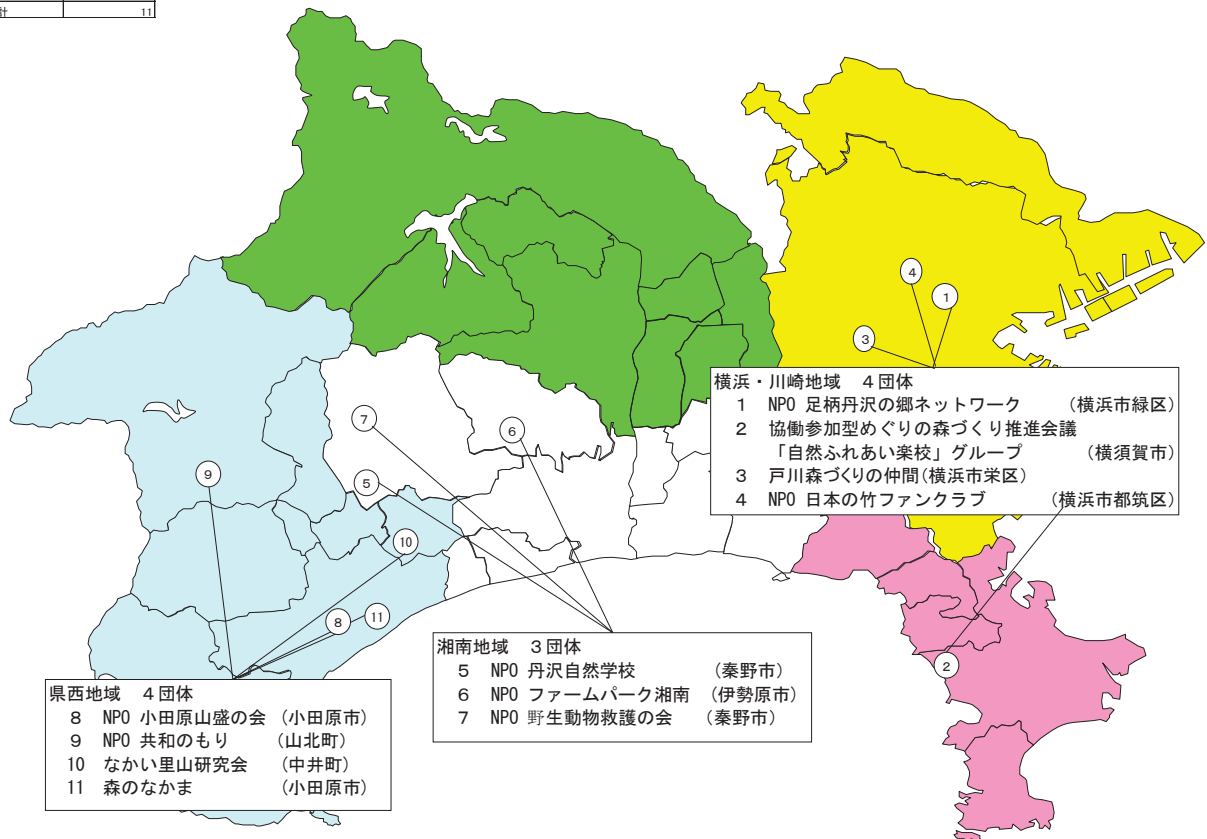 計 11
4
1
3
横浜・川崎地域 4団体
1 NPO 足柄丹沢の郷ネットワーク (横浜市緑区)
2 協働参加型めぐりの森づくり推進会議
「自然ふれあい楽校」グループ (横須賀市)
3 戸川森づくりの仲間(横浜市栄区)
4 NPO 日本の竹ファンクラブ (横浜市都筑区)
7
6
9
5
10
8
11
2
湘南地域 3団体
5 NPO 丹沢自然学校 (秦野市)
6 NPO ファームパーク湘南 (伊勢原市)
7 NPO 野生動物救護の会 (秦野市)
県西地域 4団体
8 NPO 小田原山盛の会 (小田原市)
9 NPO 共和のもり (山北町)
10 なかい里山研究会 (中井町)
11 森のなかま (小田原市)